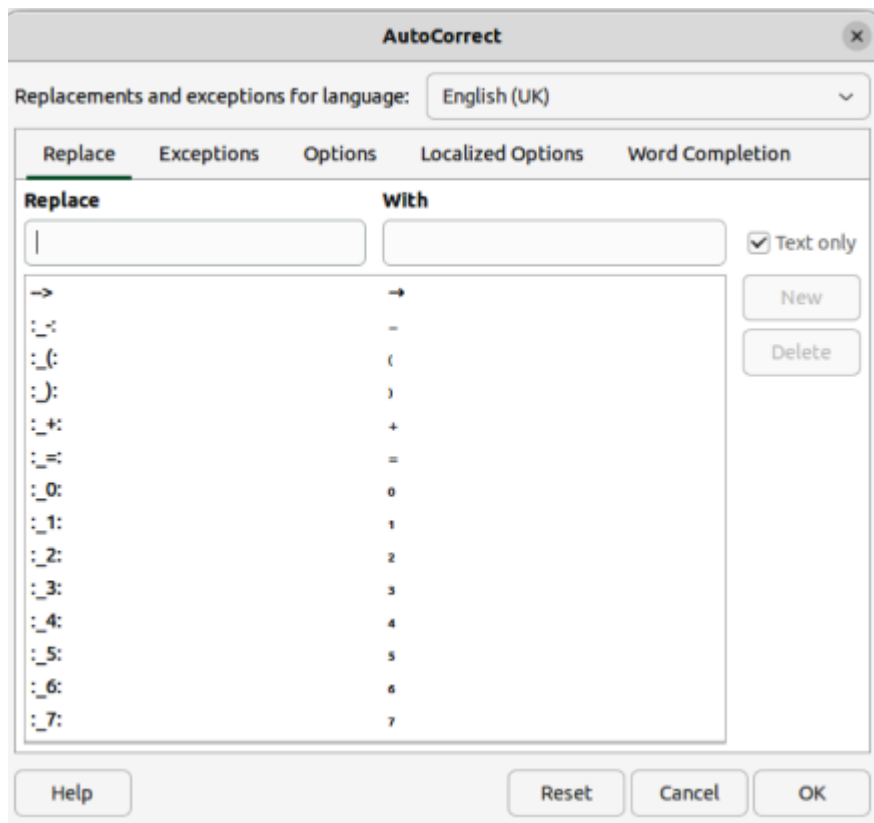 AutoCorrect
Replacements and exceptions for language: English (UK)
Replace Exceptions Options Localized Options Word Completion
Replace With
Text only
--> →
New
:_-: ₋
Delete
:_(: ₍
:_): ₎
:_+: ₊
:_=: ₌
:_0: ₀
:_1: ₁
:_2: ₂
:_3: ₃
:_4: ₄
:_5: ₅
:_6: ₆
:_7: ₇
Help Reset Cancel OK